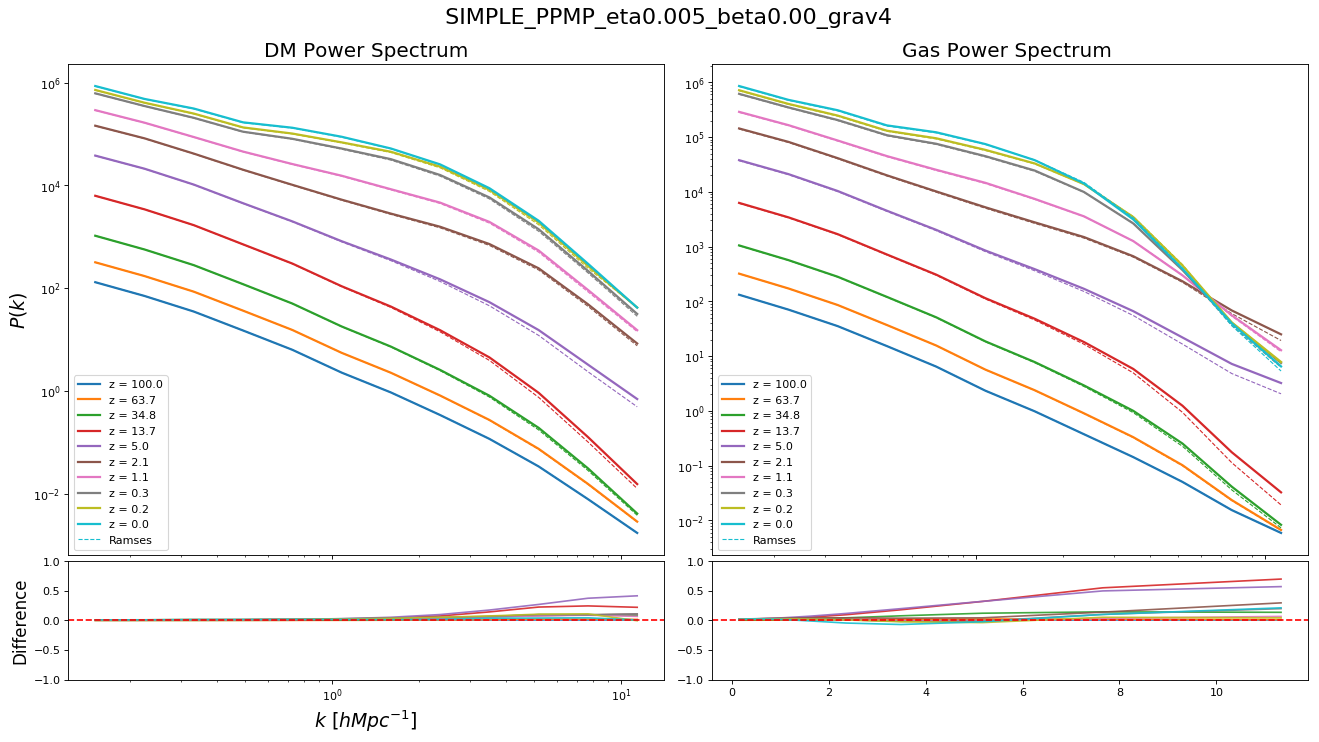 SIMPLE_PPMP_eta0.005_beta0.00_grav4
DM Power Spectrum
10^6
10^4
10^2
10^0
10^-2
P(k)
z = 100.0
z = 63.7
z = 34.8
z = 13.7
z = 5.0
z = 2.1
z = 1.1
z = 0.3
z = 0.2
z = 0.0
Ramses
1.0
0.5
0.0
−0.5
−1.0
Difference
10^0
10^1
k [hMpc^-1]
Gas Power Spectrum
10^6
10^5
10^4
10^3
10^2
10^1
10^0
10^-1
10^-2
z = 100.0
z = 63.7
z = 34.8
z = 13.7
z = 5.0
z = 2.1
z = 1.1
z = 0.3
z = 0.2
z = 0.0
Ramses
1.0
0.5
0.0
−0.5
−1.0
0
2
4
6
8
10